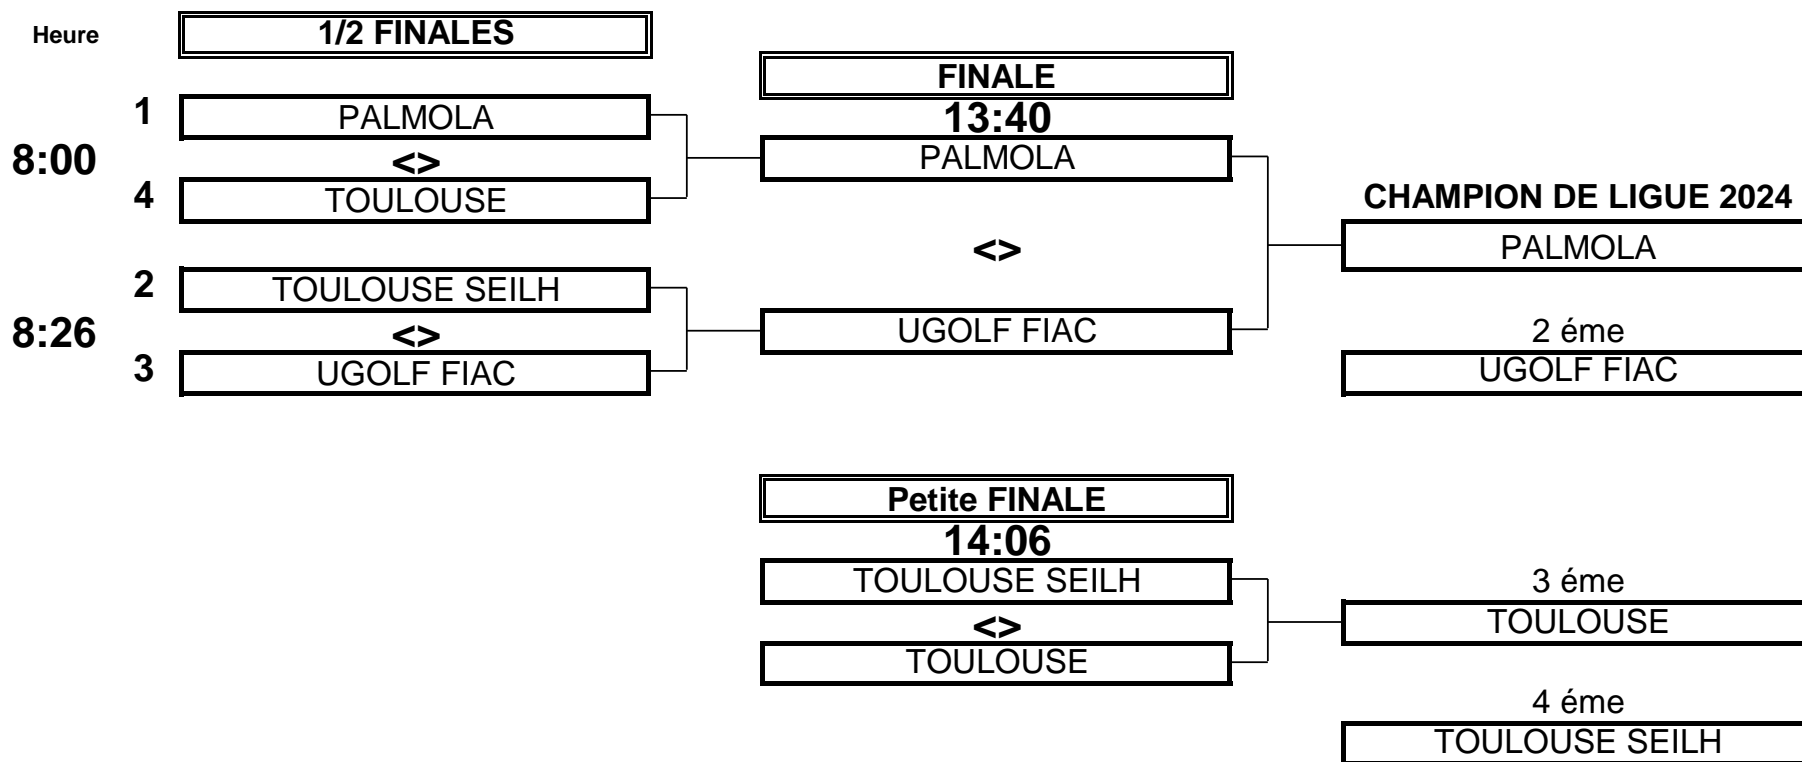 Heure
1/2 FINALES
FINALE
13:40
1
PALMOLA
8:00
<>
4
TOULOUSE
PALMOLA
<>
UGOLF FIAC
2
TOULOUSE SEILH
8:26
<>
3
UGOLF FIAC
CHAMPION DE LIGUE 2024
PALMOLA
2 éme
UGOLF FIAC
Petite FINALE
14:06
TOULOUSE SEILH
<>
TOULOUSE
3 éme
TOULOUSE
4 éme
TOULOUSE SEILH